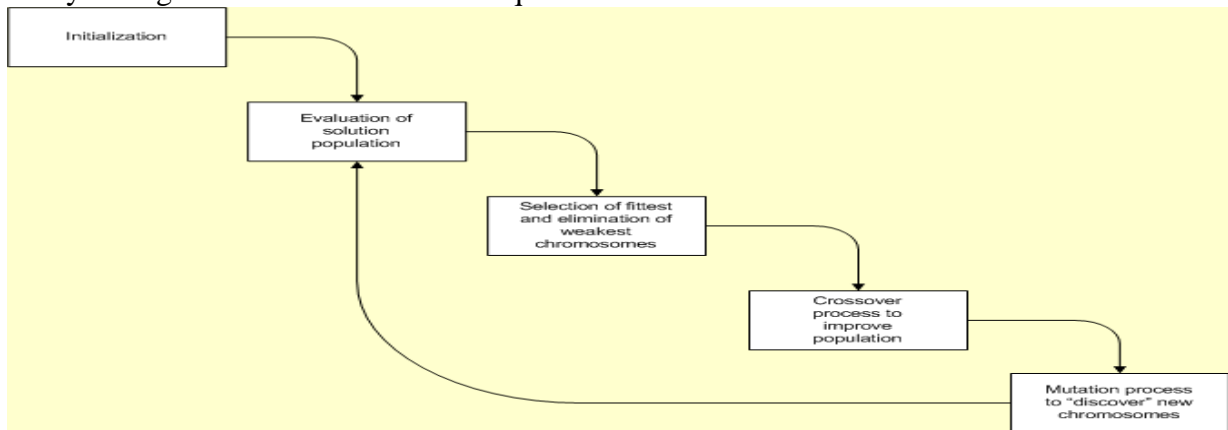 Initialization
Evaluation of
solution
population
Selection of fittest
and elimination of
weakest
chromosomes
Crossover
process to
improve
population
Mutation process
to “discover” new
chromosomes